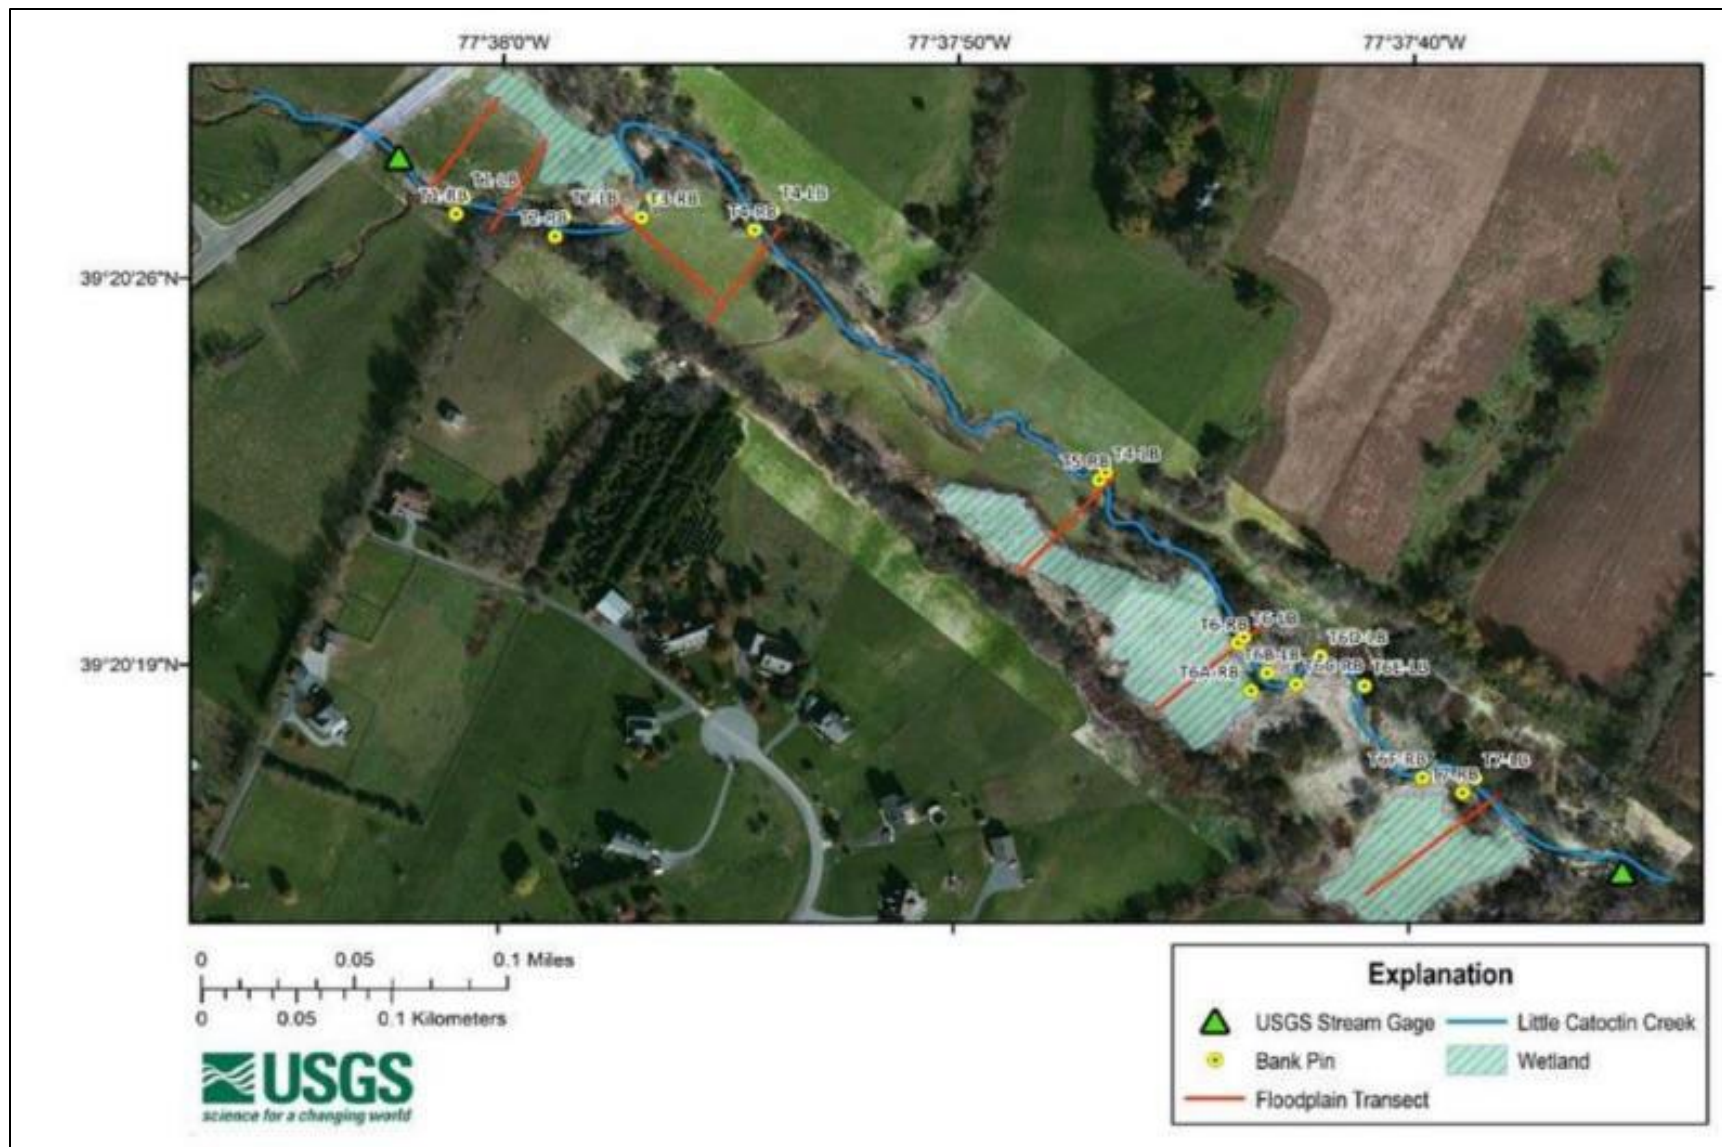 77°38'0"W
77°37'50"W
77°37'40"W
39°20'26"N
39°20'19"N
T1-RB
T1-LB
T2-RB
T3-RB
T4-RB
T4-LB
T5-RB
T4-LB
T6-RB
T6-LB
T6A-RB
T6B-LB
T6D-LB
T6E-LB
T6F-RB
T7-RB
T7-LB
0 0.05 0.1 Miles
0 0.05 0.1 Kilometers
USGS
science for a changing world
Explanation
USGS Stream Gage
Little Catoctin Creek
Bank Pin
Wetland
Floodplain Transect